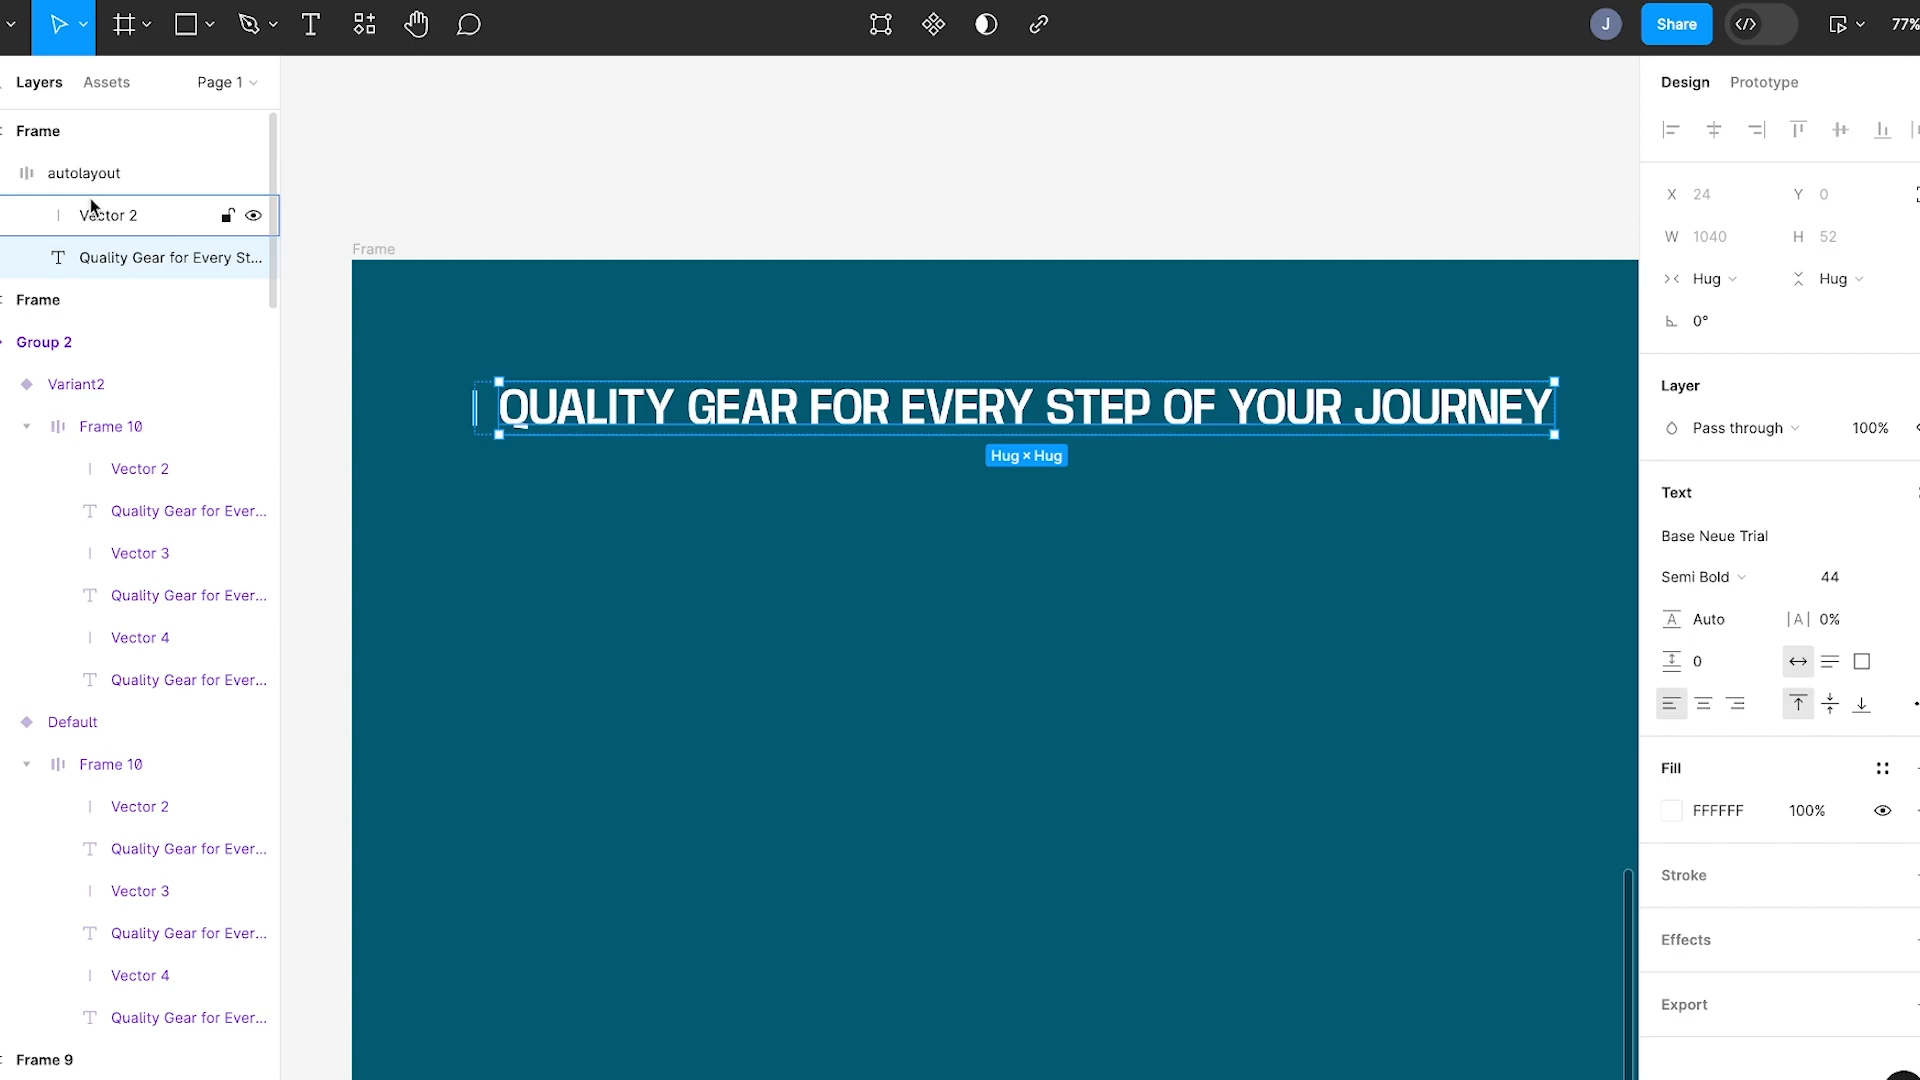 J
Share
77%
Layers
Assets
Page 1
Design
Prototype
Frame
autolayout
Vector 2
Quality Gear for Every St...
Frame
Group 2
Variant2
Frame 10
Vector 2
Quality Gear for Ever...
Vector 3
Quality Gear for Ever...
Vector 4
Quality Gear for Ever...
Default
Frame 10
Vector 2
Quality Gear for Ever...
Vector 3
Quality Gear for Ever...
Vector 4
Quality Gear for Ever...
Frame 9
Frame
QUALITY GEAR FOR EVERY STEP OF YOUR JOURNEY
Hug × Hug
X 24
Y 0
W 1040
H 52
Hug
Hug
0°
Layer
Pass through
100%
Text
Base Neue Trial
Semi Bold
44
Auto
0%
0
Fill
FFFFFF
100%
Stroke
Effects
Export